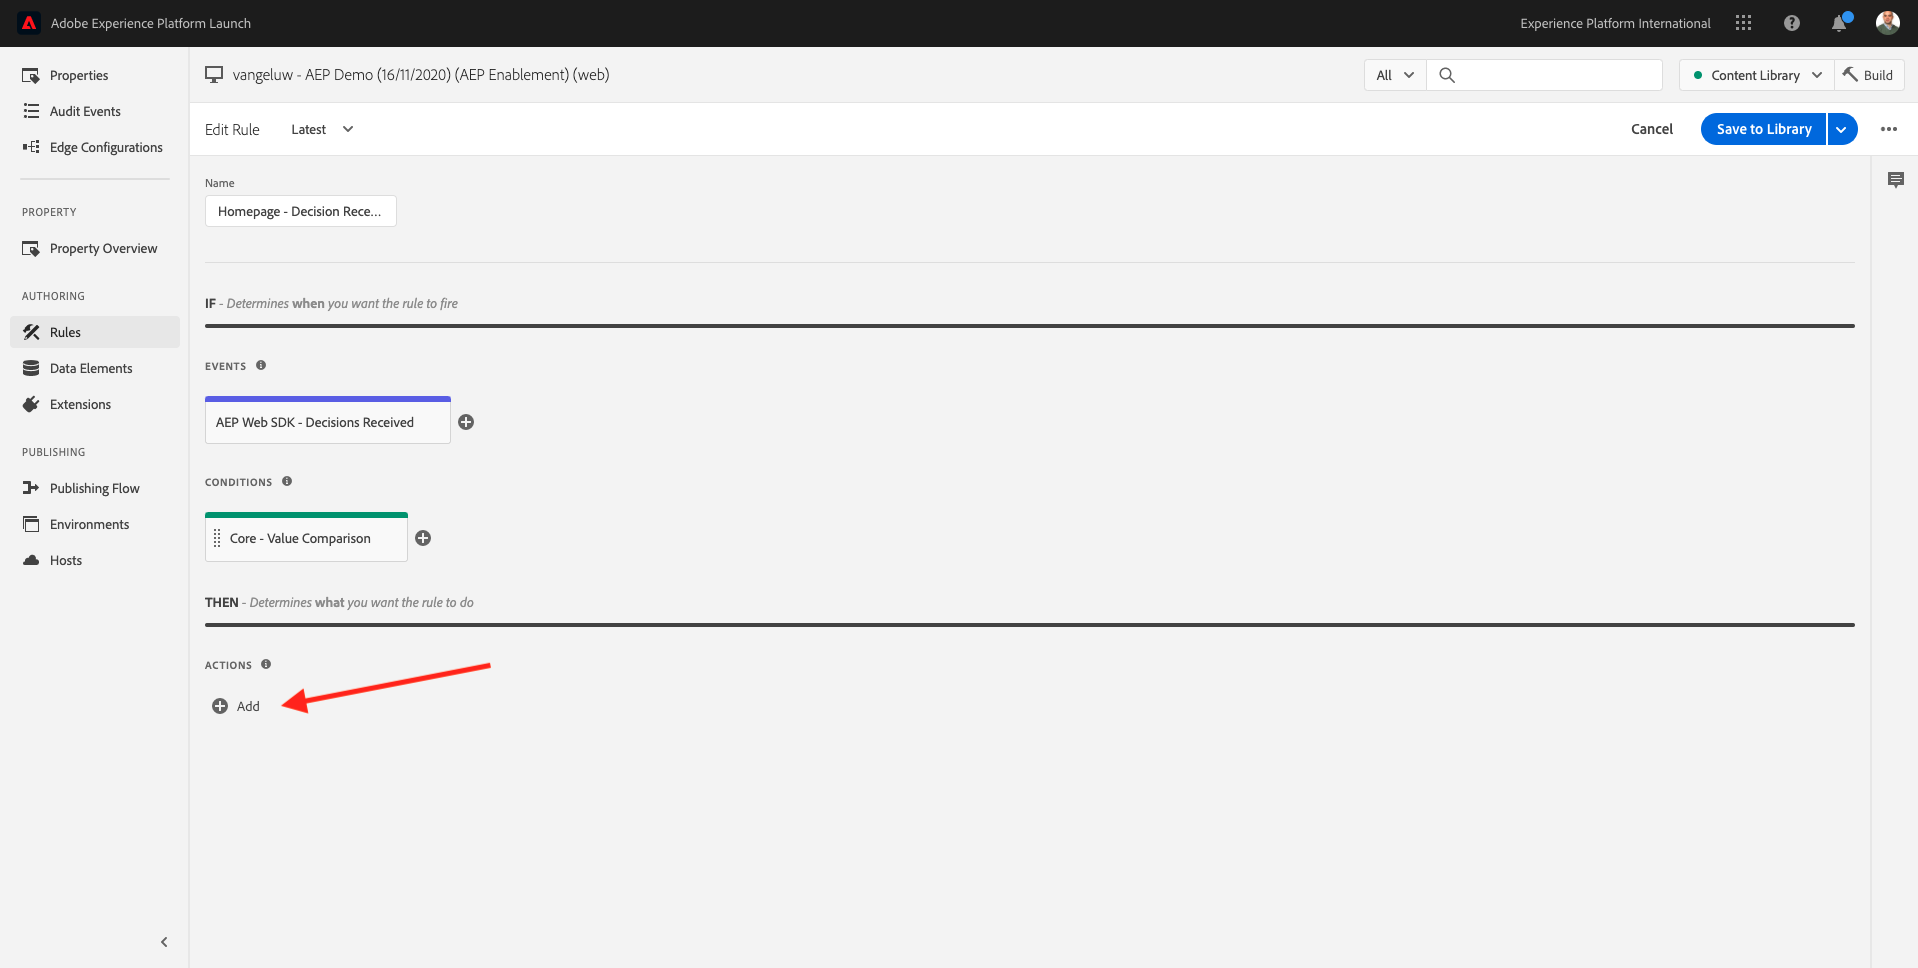 Adobe Experience Platform Launch
Experience Platform International
Properties
Audit Events
Edge Configurations
PROPERTY
Property Overview
AUTHORING
Rules
Data Elements
Extensions
PUBLISHING
Publishing Flow
Environments
Hosts
vangeluw - AEP Demo (16/11/2020) (AEP Enablement) (web)
All
Content Library
Build
Edit Rule
Latest
Cancel
Save to Library
Name
Homepage - Decision Rece...
IF - Determines when you want the rule to fire
EVENTS
AEP Web SDK - Decisions Received
CONDITIONS
Core - Value Comparison
THEN - Determines what you want the rule to do
ACTIONS
Add